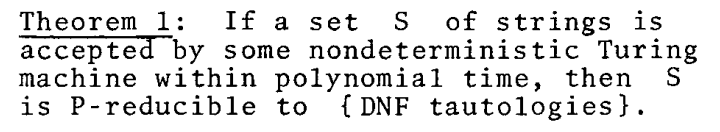 Theorem 1: If a set S of strings is
accepted by some nondeterministic Turing
machine within polynomial time, then S
is P-reducible to {DNF tautologies}.